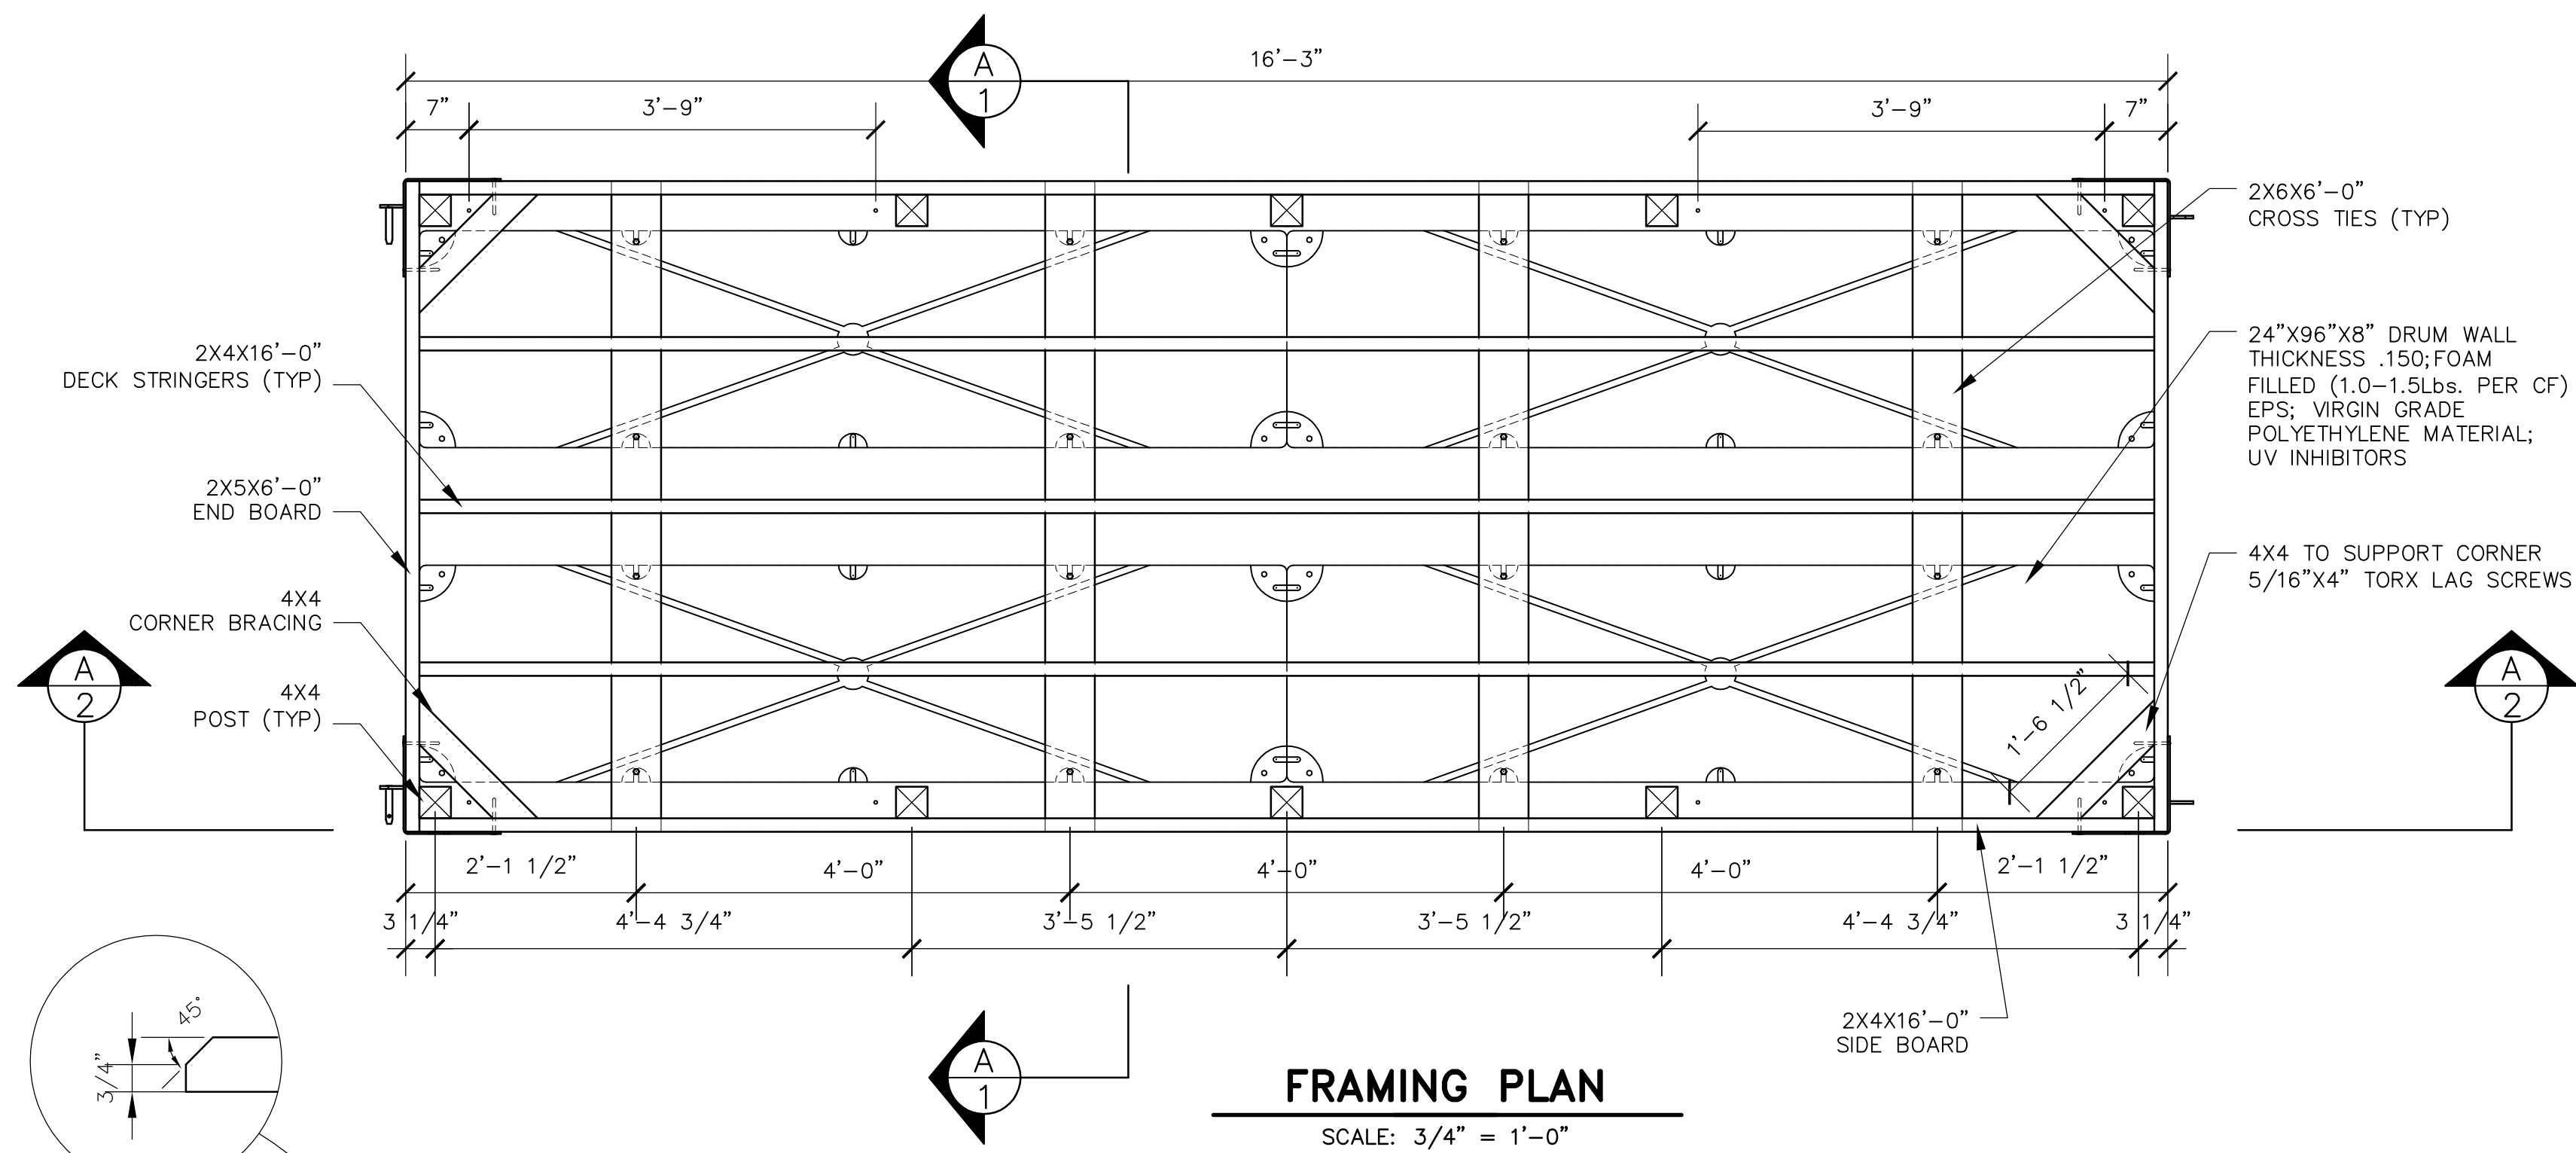 16'-3"
A
1
7"
3'-9"
3'-9"
7"
2X6X6'-0"
CROSS TIES (TYP)
24"X96"X8" DRUM WALL
THICKNESS .150;FOAM
FILLED (1.0-1.5Lbs. PER CF)
EPS; VIRGIN GRADE
POLYETHYLENE MATERIAL;
UV INHIBITORS
4X4 TO SUPPORT CORNER
5/16"X4" TORX LAG SCREWS
2X4X16'-0"
DECK STRINGERS (TYP)
2X5X6'-0"
END BOARD
4X4
CORNER BRACING
4X4
POST (TYP)
A
2
A
2
1'-6 1/2"
2'-1 1/2"
4'-0"
4'-0"
4'-0"
2'-1 1/2"
3 1/4"
4'-4 3/4"
3'-5 1/2"
3'-5 1/2"
4'-4 3/4"
3 1/4"
45°
3/4"
A
1
2X4X16'-0"
SIDE BOARD
FRAMING PLAN
SCALE: 3/4" = 1'-0"